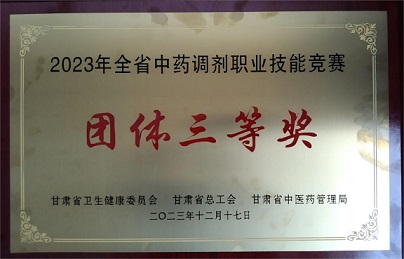 2023年全省中药调剂职业技能竞赛
团体三等奖
甘肃省卫生健康委员会 甘肃省总工会 甘肃省中医药管理局
二〇二三年十二月十七日